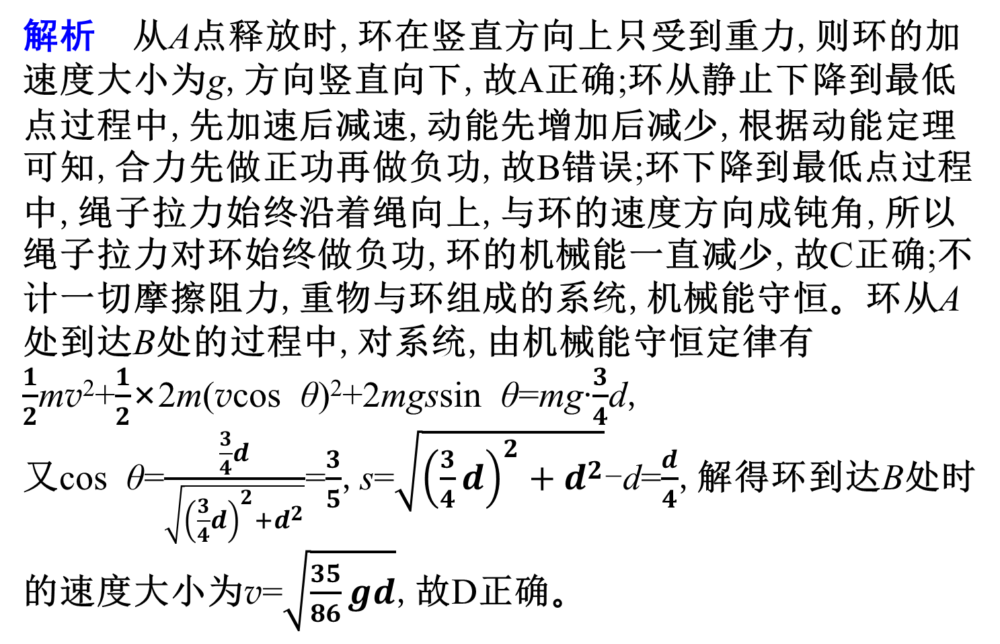 解析 从A点释放时,环在竖直方向上只受到重力,则环的加
速度大小为g,方向竖直向下,故A正确;环从静止下降到最低
点过程中,先加速后减速,动能先增加后减少,根据动能定理
可知,合力先做正功再做负功,故B错误;环下降到最低点过程
中,绳子拉力始终沿着绳向上,与环的速度方向成钝角,所以
绳子拉力对环始终做负功,环的机械能一直减少,故C正确;不
计一切摩擦阻力,重物与环组成的系统,机械能守恒。环从A
处到达B处的过程中,对系统,由机械能守恒定律有
$\frac{1}{2}mv^2+\frac{1}{2}×2m(v\cos θ)^2+2mgs\sin θ=mg·\frac{3}{4}d$,
又$\cos θ=\frac{\frac{3}{4}d}{\sqrt{(\frac{3}{4}d)^2+d^2}}=\frac{3}{5}$, $s=\sqrt{(\frac{3}{4}d)^2+d^2}-d=\frac{d}{4}$,解得环到达B处时
的速度大小为$v=\sqrt{\frac{35}{86}gd}$,故D正确。